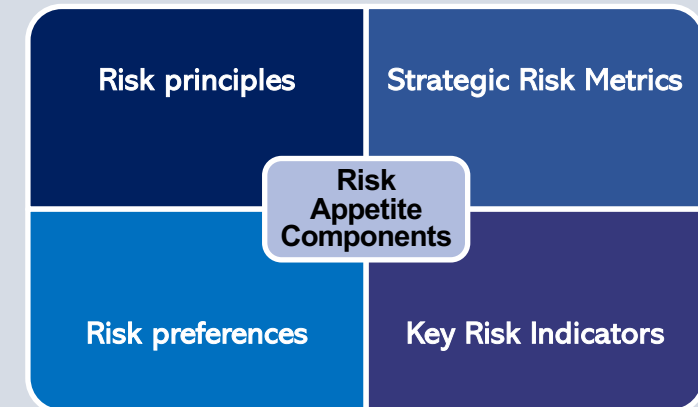 Risk principles
Strategic Risk Metrics
Risk
Appetite
Components
Risk preferences
Key Risk Indicators